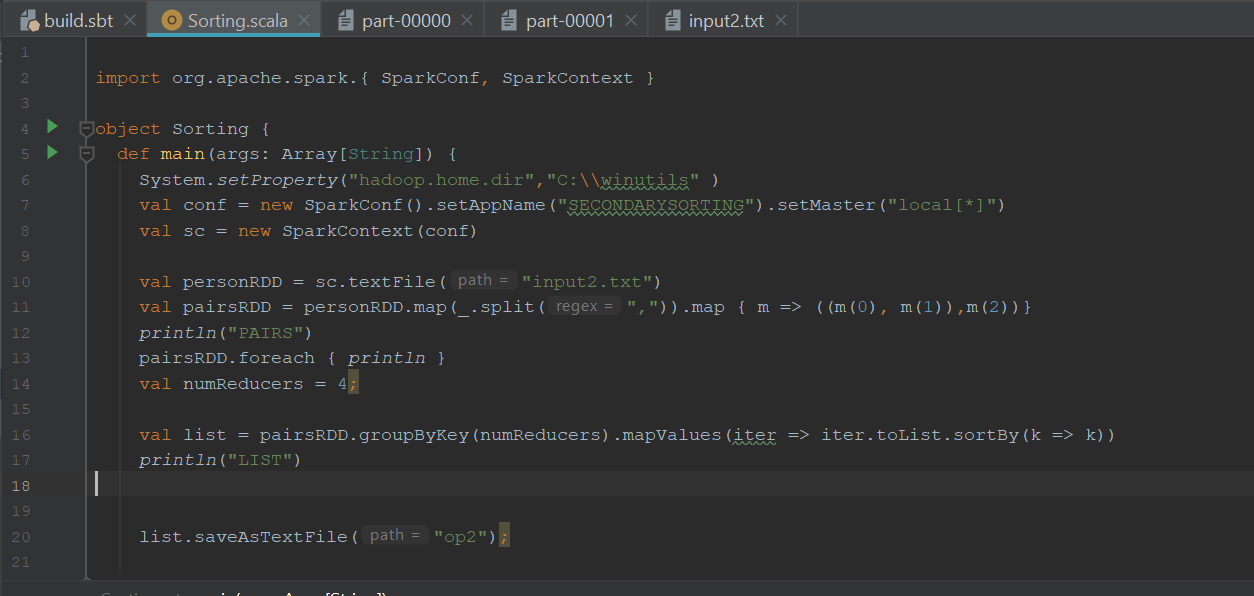 build.sbt Sorting.scala part-00000 part-00001 input2.txt
1
2 import org.apache.spark.{ SparkConf, SparkContext }
3
4 object Sorting {
5 def main(args: Array[String]) {
6 System.setProperty("hadoop.home.dir","C:\\winutils" )
7 val conf = new SparkConf().setAppName("SECONDARYSORTING").setMaster("local[*]")
8 val sc = new SparkContext(conf)
9
10 val personRDD = sc.textFile( path = "input2.txt")
11 val pairsRDD = personRDD.map(_.split( regex = ",")).map { m => ((m(0), m(1)),m(2))}
12 println("PAIRS")
13 pairsRDD.foreach { println }
14 val numReducers = 4;
15
16 val list = pairsRDD.groupByKey(numReducers).mapValues(iter => iter.toList.sortBy(k => k))
17 println("LIST")
18
19
20 list.saveAsTextFile( path = "op2");
21